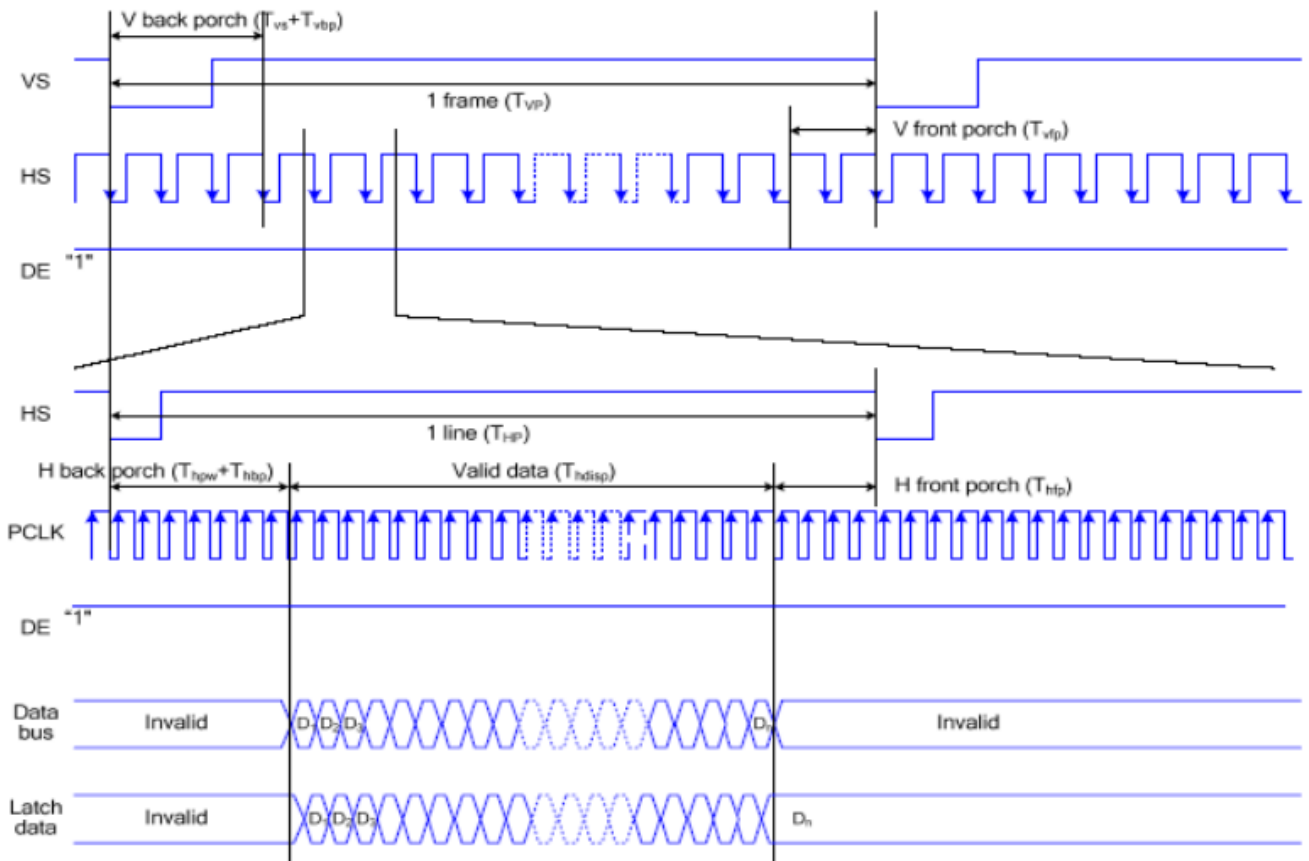 V back porch (Tvs+Tvbp)
VS
1 frame (TVP)
V front porch (Tvfp)
HS
"1"
DE
HS
1 line (THP)
H back porch (Thpw+Thbp)
Valid data (Thdisp)
H front porch (Thfp)
PCLK
"1"
DE
Data
bus
Invalid
D1 D2 D3
Dn
Invalid
Latch
data
Invalid
D1 D2 D3
Dn